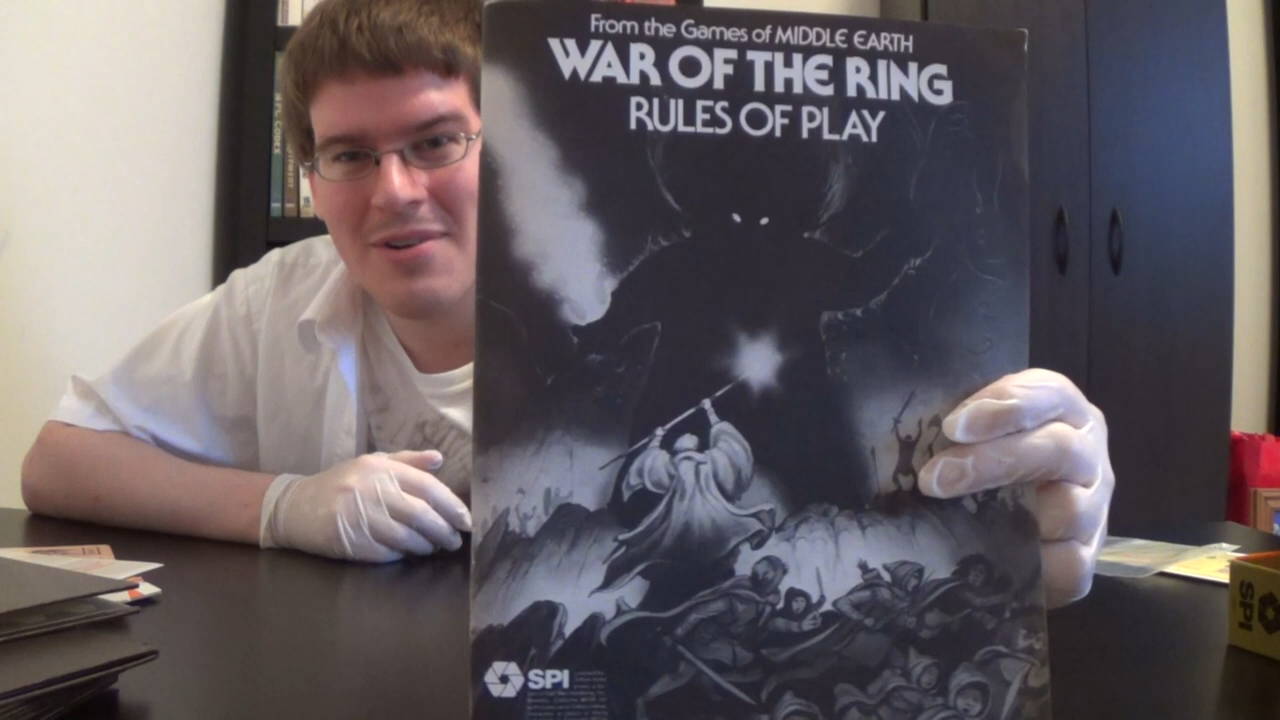 From the Games of MIDDLE EARTH
WAR OF THE RING
RULES OF PLAY
SPI
SPI